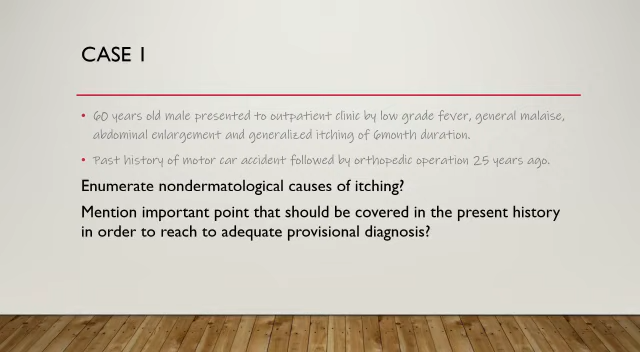 CASE 1
• 60 years old male presented to outpatient clinic by low grade fever, general malaise,
abdominal enlargement and generalized itching of 6month duration.
• Past history of motor car accident followed by orthopedic operation 25 years ago.
Enumerate nondermatological causes of itching?
Mention important point that should be covered in the present history
in order to reach to adequate provisional diagnosis?